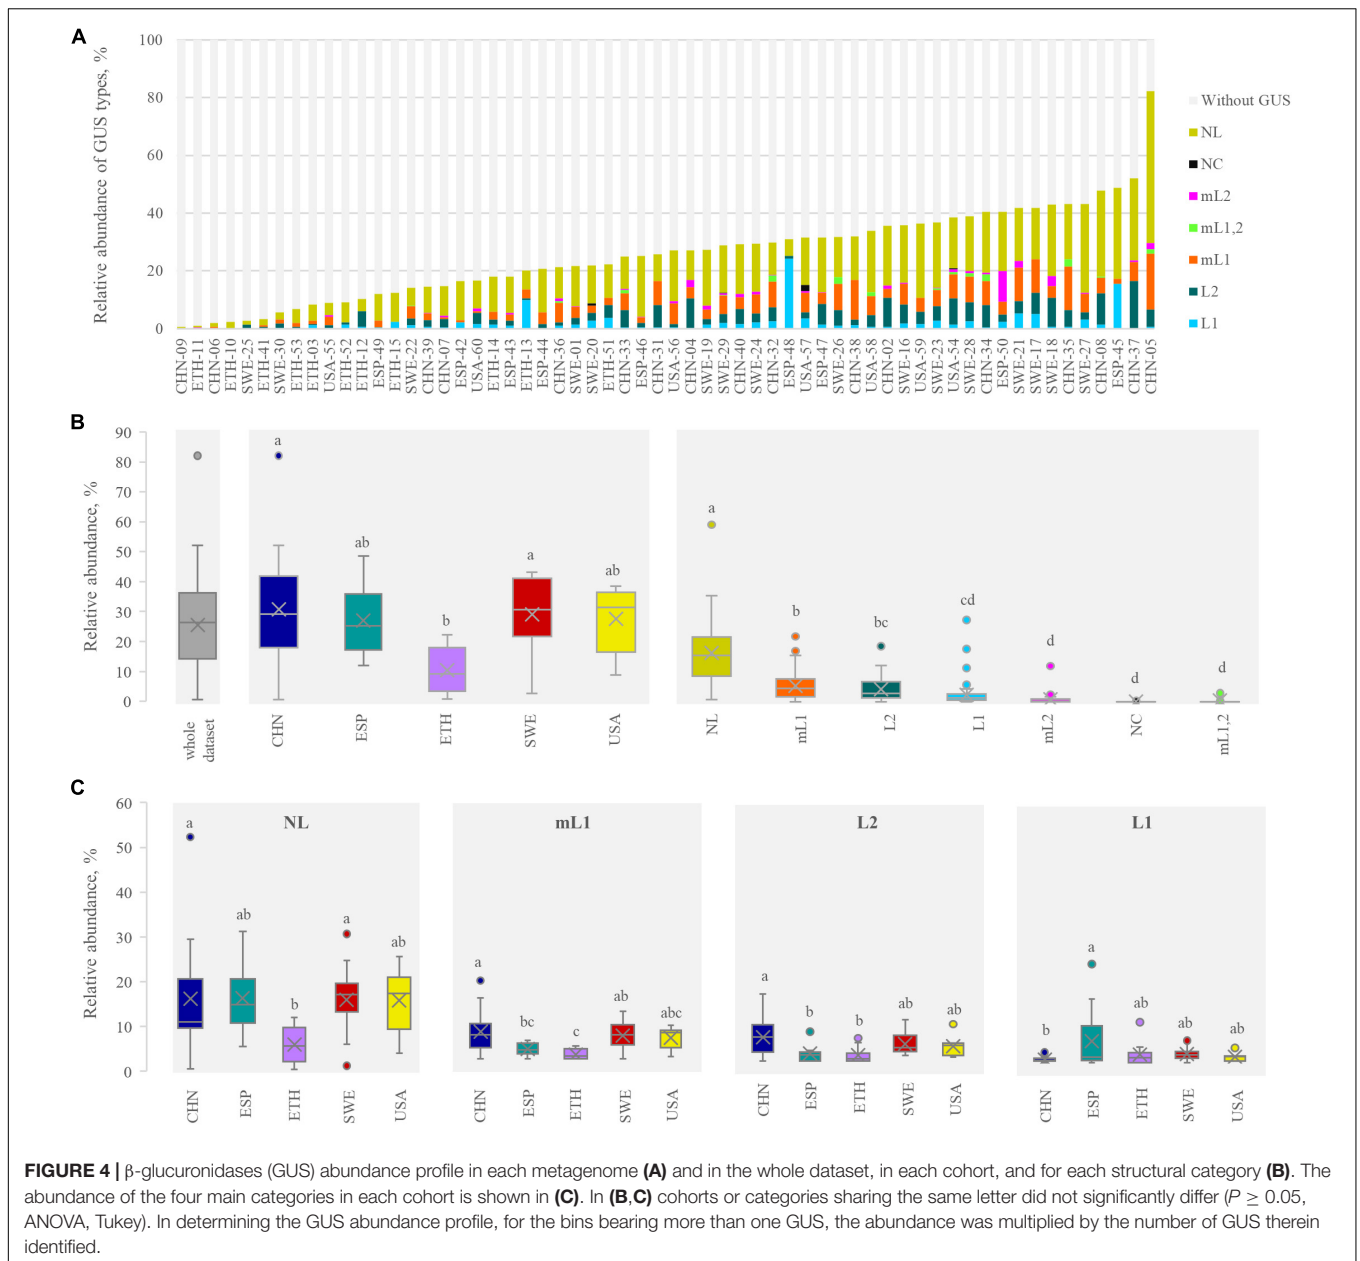 A
Relative abundance of GUS types, %
100
80
60
40
20
0
CHN-09
ETH-11
CHN-06
ETH-10
SWE-25
ETH-41
SWE-30
ETH-53
ETH-03
USA-55
ETH-52
ETH-12
ESP-49
ETH-15
SWE-22
CHN-39
CHN-07
ESP-42
USA-60
ETH-14
ESP-43
ETH-13
ESP-44
CHN-36
SWE-01
SWE-20
ETH-51
CHN-33
ESP-46
CHN-31
USA-56
CHN-04
SWE-19
SWE-29
CHN-40
SWE-24
CHN-32
ESP-48
USA-57
ESP-47
SWE-26
CHN-38
USA-58
CHN-02
SWE-16
USA-59
SWE-23
USA-54
SWE-28
CHN-34
ESP-50
SWE-21
SWE-17
SWE-18
CHN-35
SWE-27
CHN-08
ESP-45
CHN-37
CHN-05
Without GUS
NL
NC
mL2
mL1,2
mL1
L2
L1
B
Relative abundance, %
90
80
70
60
50
40
30
20
10
0
a
ab
b
a
ab
a
b
bc
cd
d
d
d
whole
dataset
CHN
ESP
ETH
SWE
USA
NL
mL1
L2
L1
mL2
NC
mL1,2
C
Relative abundance, %
60
50
40
30
20
10
0
NL
a
ab
b
a
ab
CHN
ESP
ETH
SWE
USA
mL1
a
bc
c
ab
abc
CHN
ESP
ETH
SWE
USA
L2
a
b
b
ab
ab
CHN
ESP
ETH
SWE
USA
L1
b
a
ab
ab
ab
CHN
ESP
ETH
SWE
USA
FIGURE 4 | β-glucuronidases (GUS) abundance profile in each metagenome (A) and in the whole dataset, in each cohort, and for each structural category (B). The
abundance of the four main categories in each cohort is shown in (C). In (B,C) cohorts or categories sharing the same letter did not significantly differ (P ≥ 0.05,
ANOVA, Tukey). In determining the GUS abundance profile, for the bins bearing more than one GUS, the abundance was multiplied by the number of GUS therein
identified.